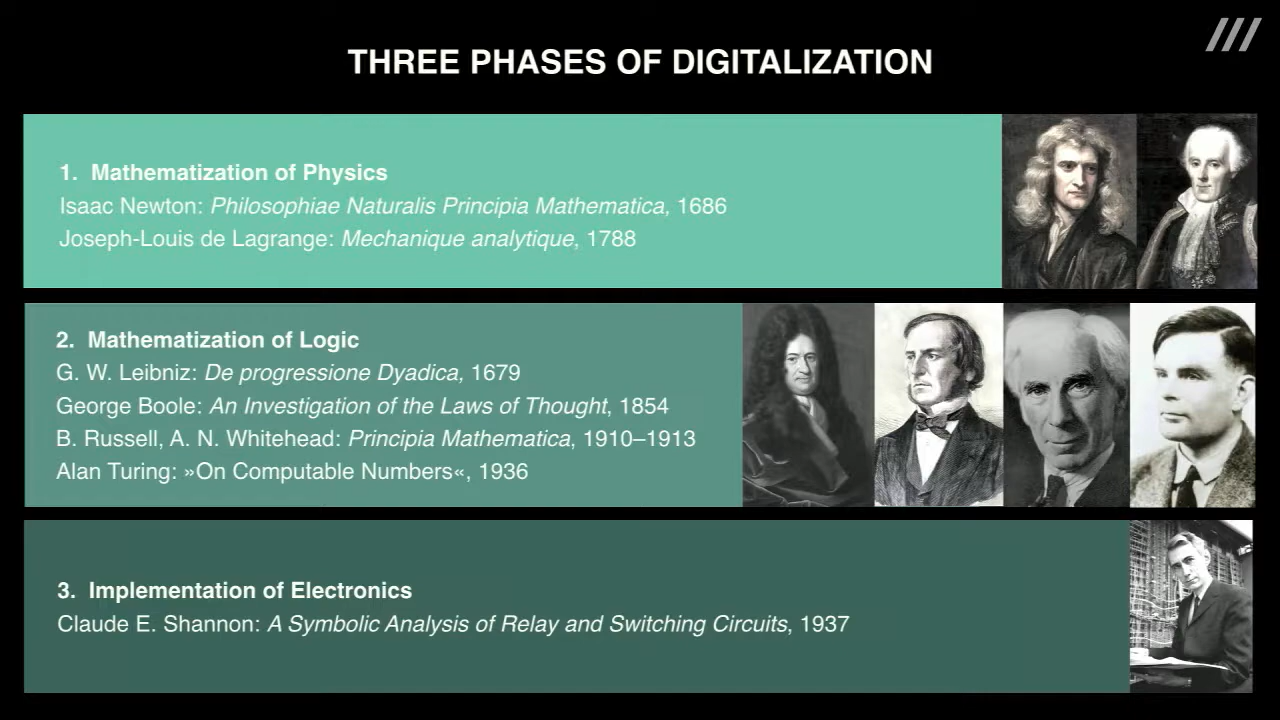 THREE PHASES OF DIGITALIZATION
1. Mathematization of Physics
Isaac Newton: Philosophiae Naturalis Principia Mathematica, 1686
Joseph-Louis de Lagrange: Mechanique analytique, 1788
2. Mathematization of Logic
G. W. Leibniz: De progressione Dyadica, 1679
George Boole: An Investigation of the Laws of Thought, 1854
B. Russell, A. N. Whitehead: Principia Mathematica, 1910–1913
Alan Turing: »On Computable Numbers«, 1936
3. Implementation of Electronics
Claude E. Shannon: A Symbolic Analysis of Relay and Switching Circuits, 1937